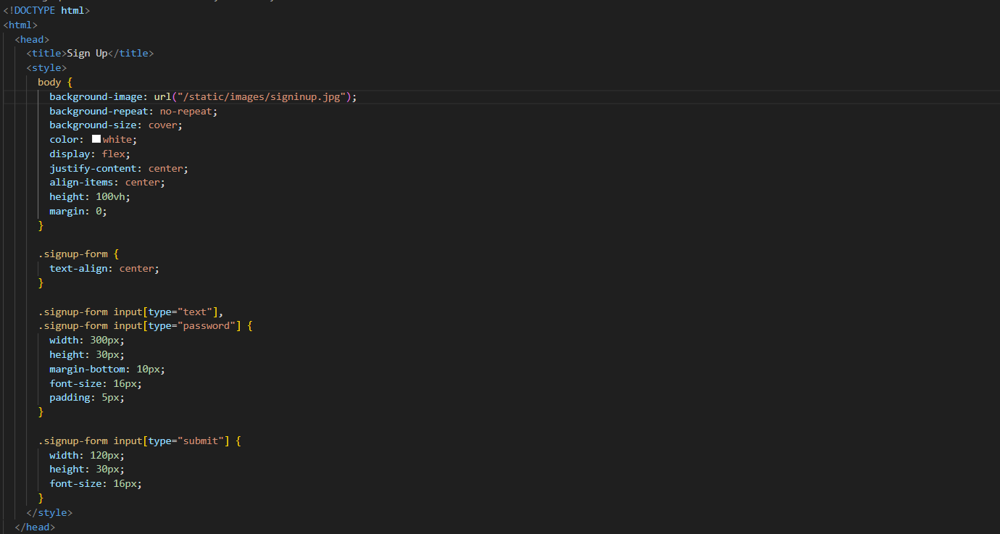 <!DOCTYPE html>
<html>
  <head>
    <title>Sign Up</title>
    <style>
      body {
        background-image: url("/static/images/signinup.jpg");
        background-repeat: no-repeat;
        background-size: cover;
        color: white;
        display: flex;
        justify-content: center;
        align-items: center;
        height: 100vh;
        margin: 0;
      }

      .signup-form {
        text-align: center;
      }

      .signup-form input[type="text"],
      .signup-form input[type="password"] {
        width: 300px;
        height: 30px;
        margin-bottom: 10px;
        font-size: 16px;
        padding: 5px;
      }

      .signup-form input[type="submit"] {
        width: 120px;
        height: 30px;
        font-size: 16px;
      }
    </style>
  </head>